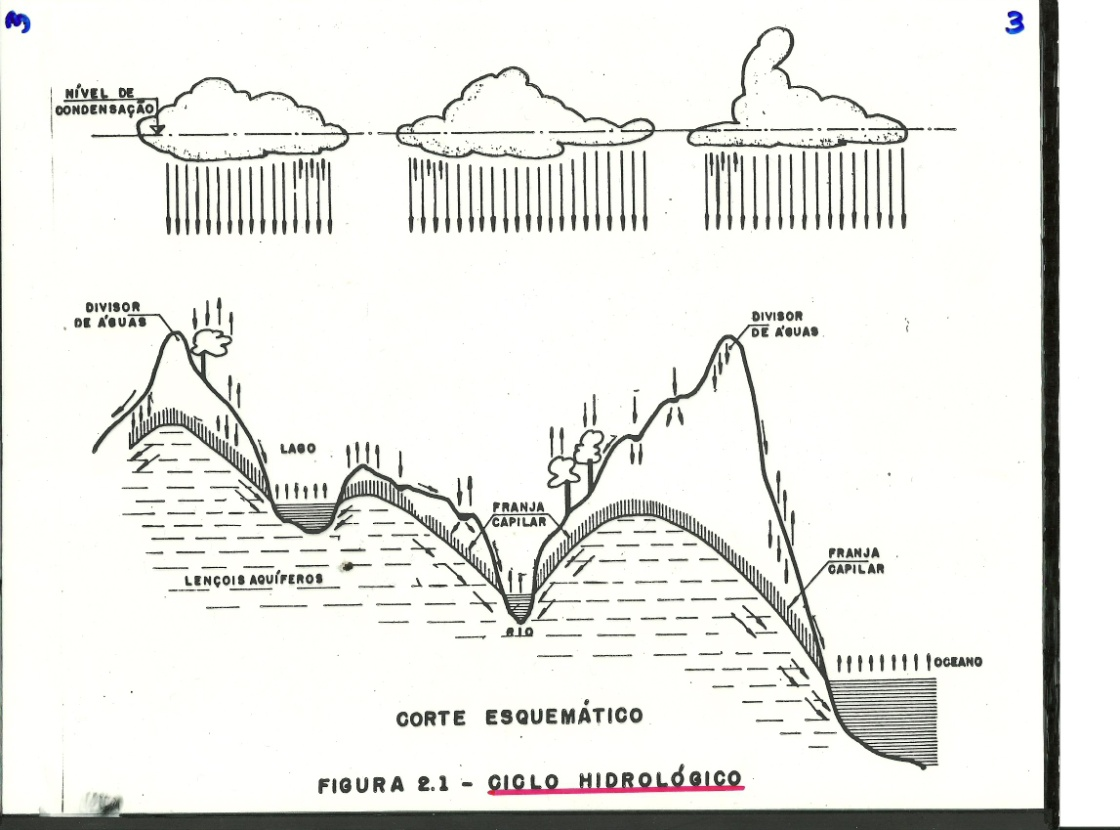 3
3
NÍVEL DE
CONDENSAÇÃO
DIVISOR
DE ÁGUAS
DIVISOR
DE ÁGUAS
LAGO
FRANJA
CAPILAR
FRANJA
CAPILAR
LENÇOIS AQUÍFEROS
RIO
OCEANO
CORTE ESQUEMÁTICO
FIGURA 2.1 - CICLO HIDROLÓGICO